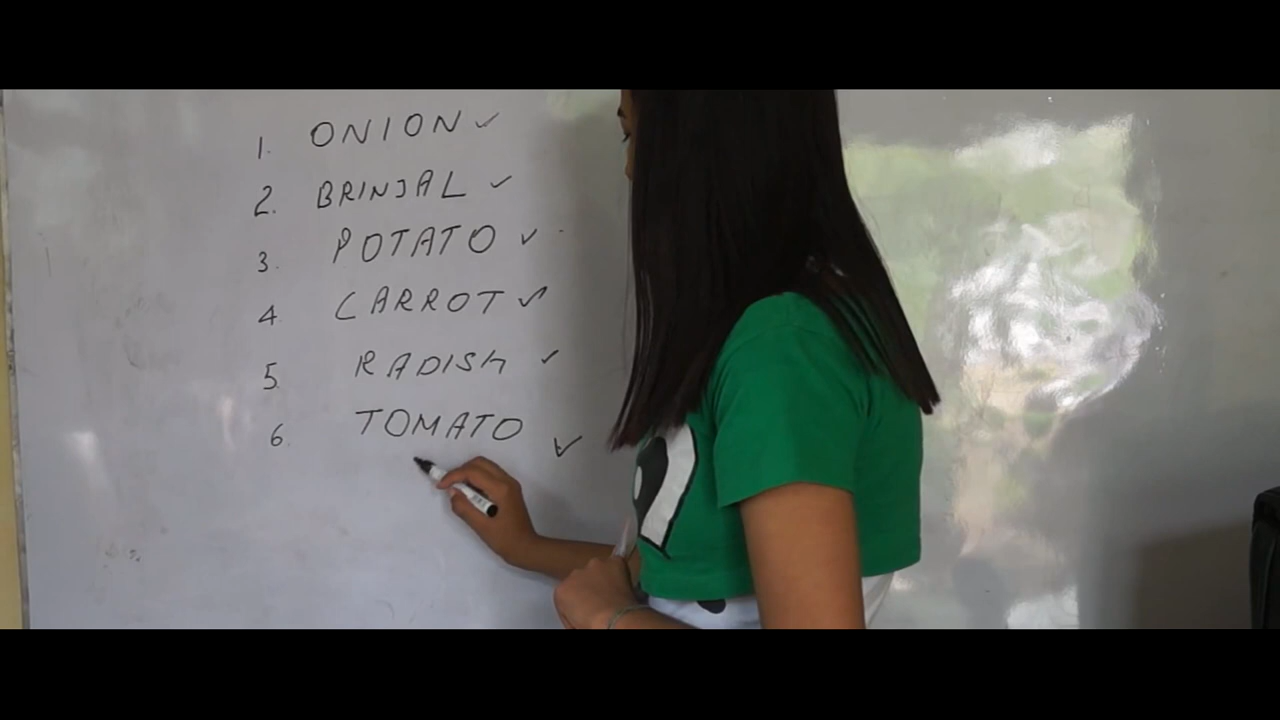 1. ONION ✓
2. BRINJAL ✓
3. POTATO ✓
4. CARROT ✓
5. RADISH ✓
6. TOMATO ✓